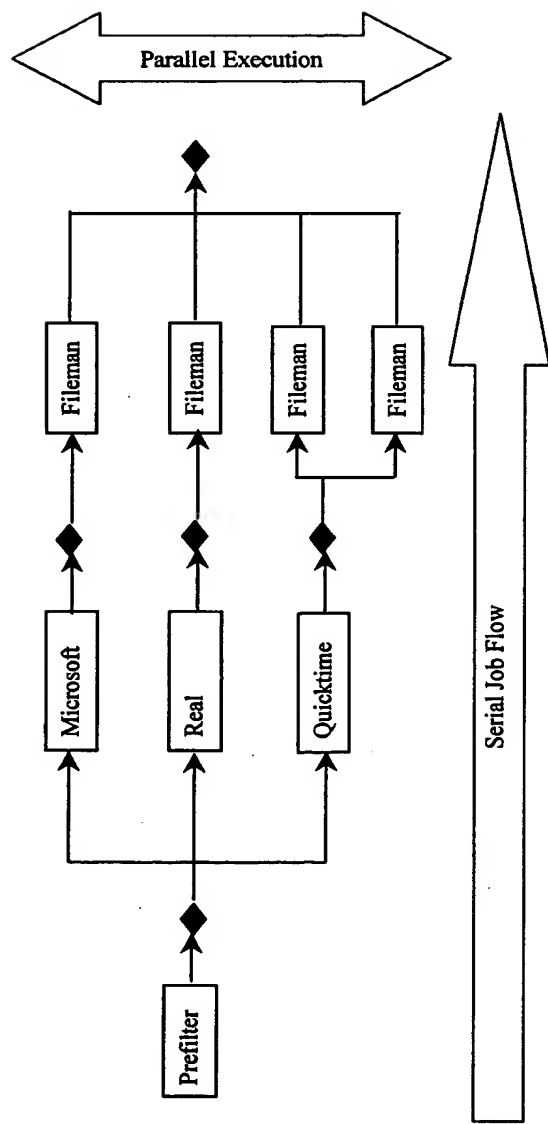 Parallel Execution
Prefilter
Microsoft
Real
Quicktime
Fileman
Fileman
Fileman
Fileman
Serial Job Flow